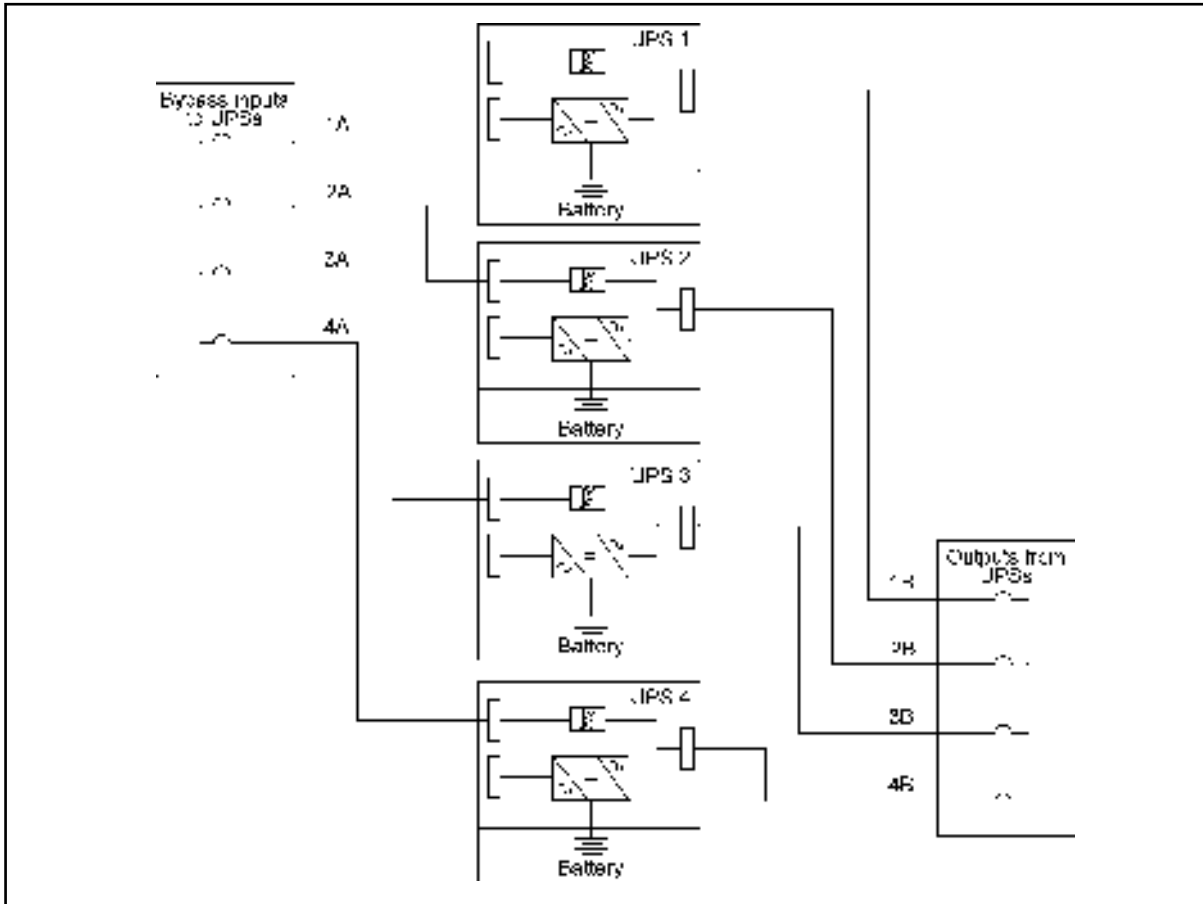 Bypass inputs
to UPSs
1A
2A
3A
4A
UPS 1
Battery
UPS 2
Battery
UPS 3
Battery
UPS 4
Battery
Outputs from
UPSs
1B
2B
3B
4B